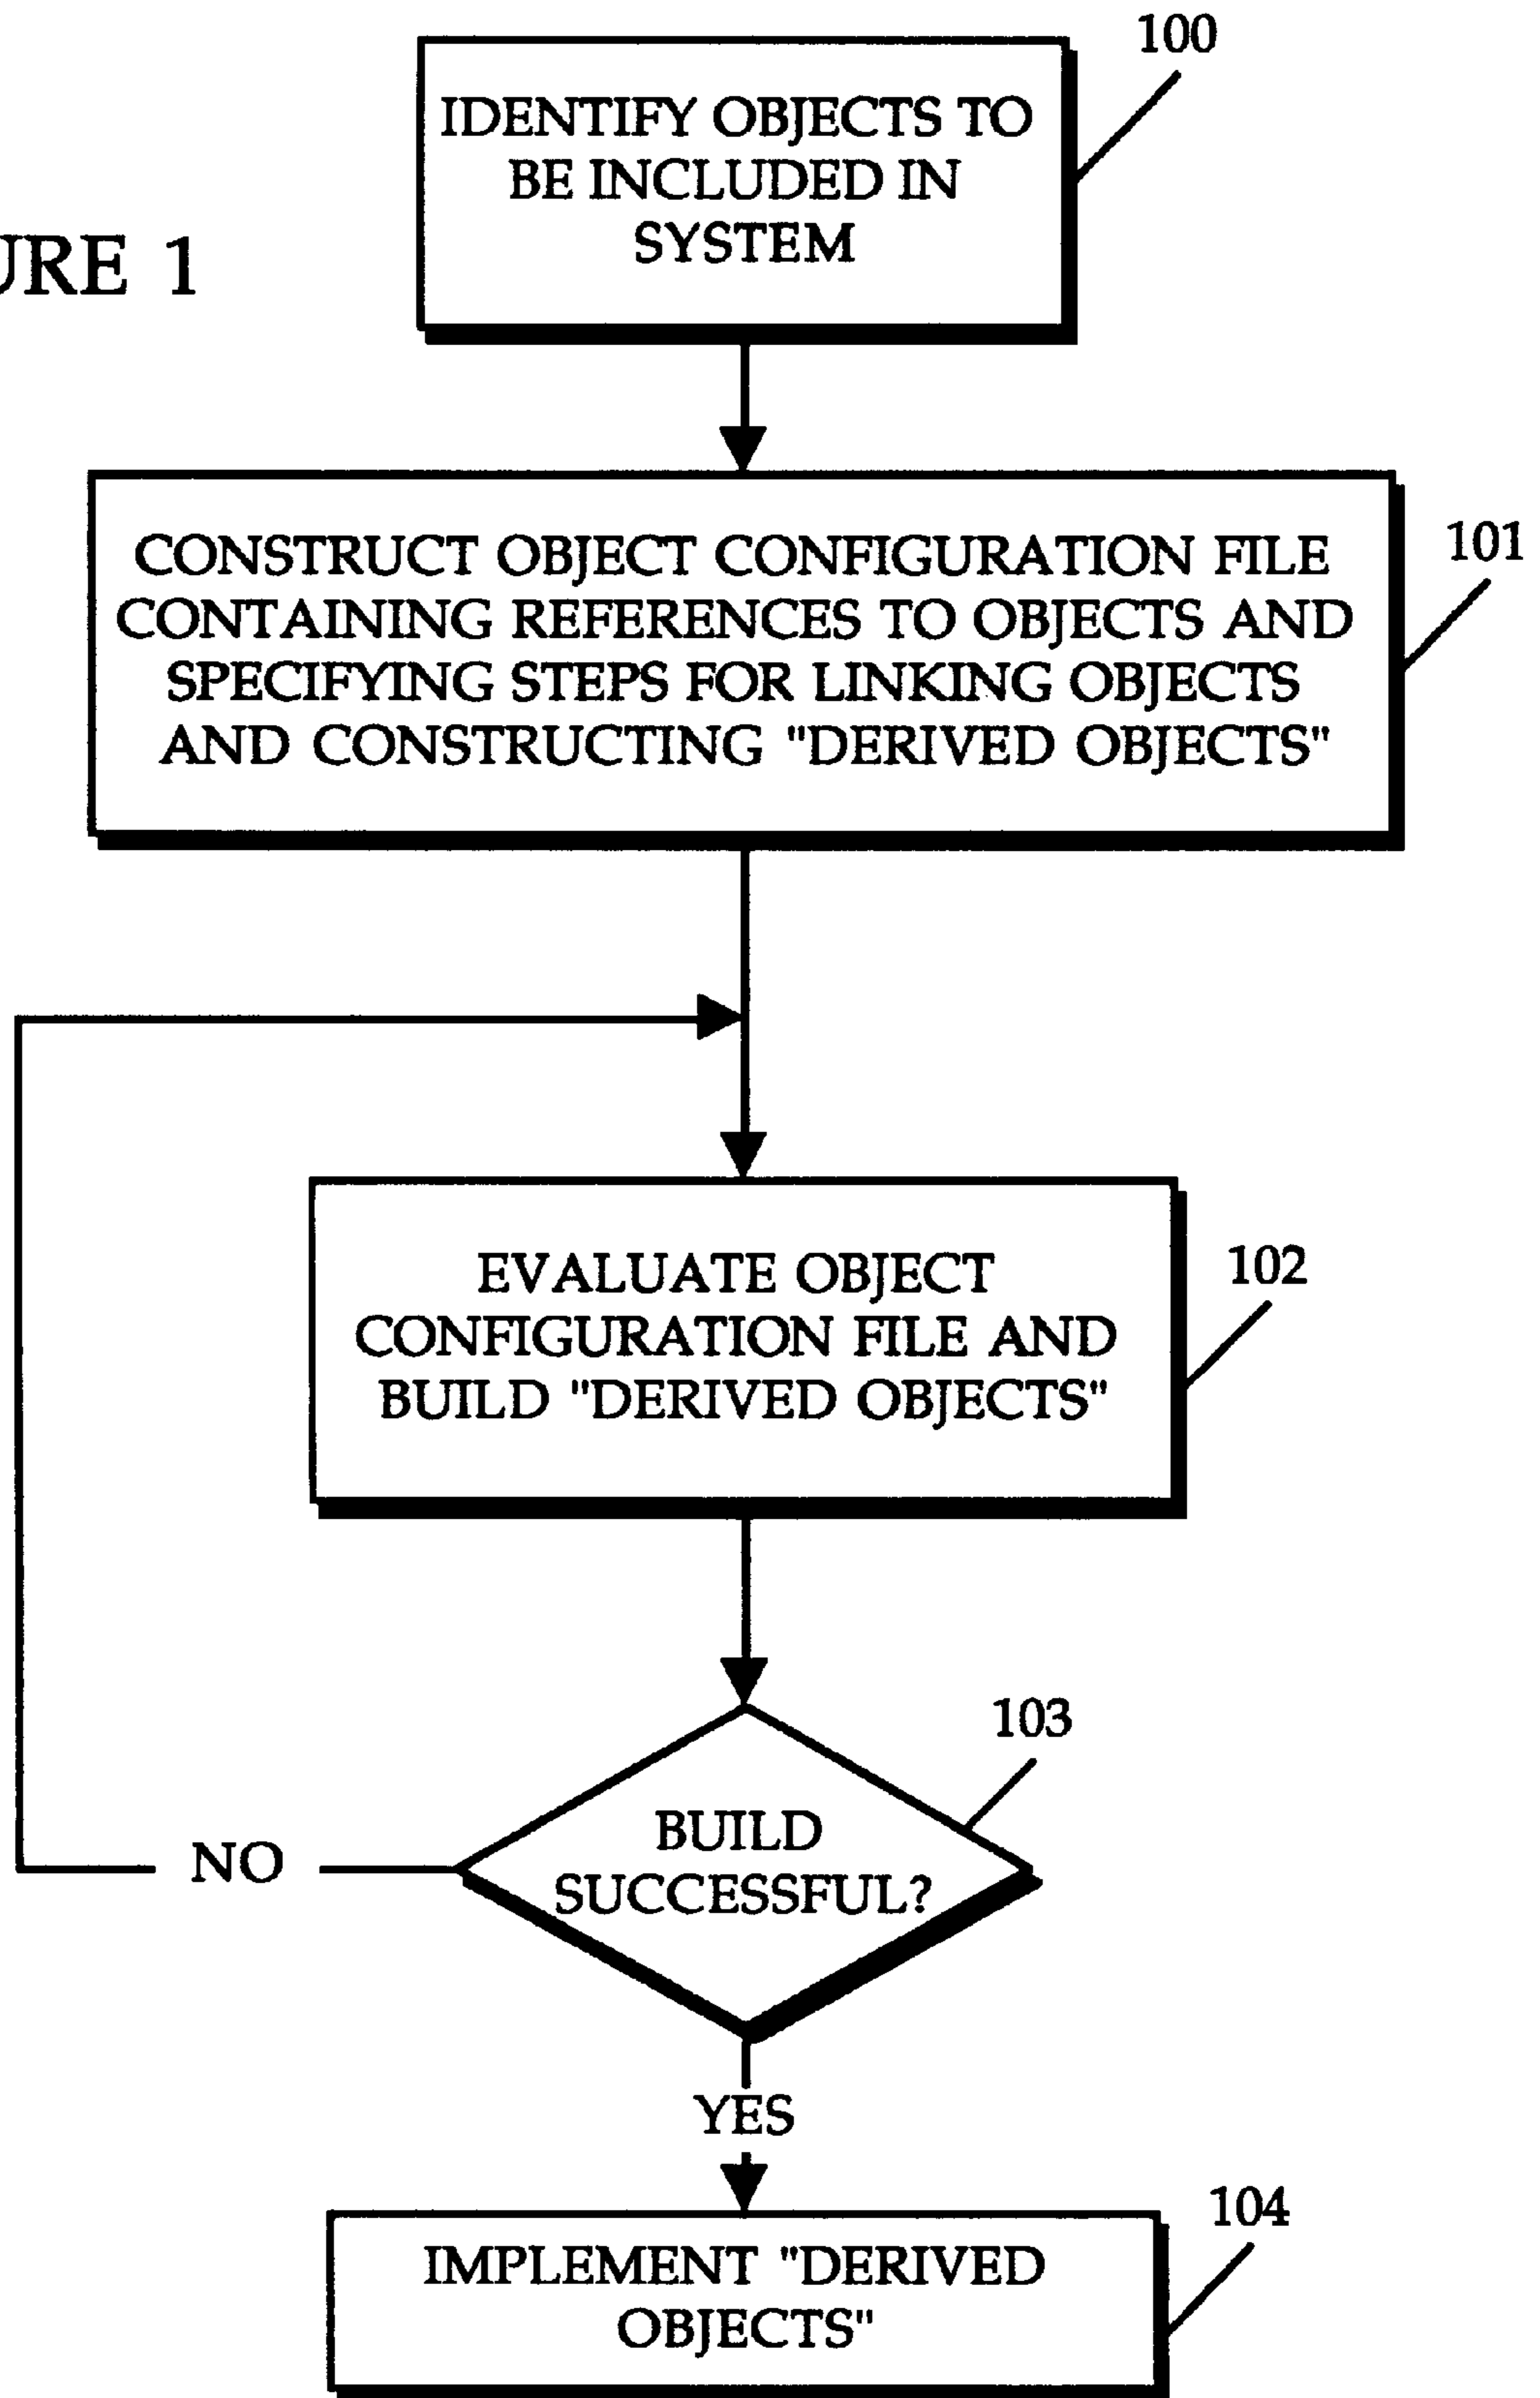 100
IDENTIFY OBJECTS TO
BE INCLUDED IN
SYSTEM
URE 1
CONSTRUCT OBJECT CONFIGURATION FILE
CONTAINING REFERENCES TO OBJECTS AND
SPECIFYING STEPS FOR LINKING OBJECTS
AND CONSTRUCTING "DERIVED OBJECTS"
101
EVALUATE OBJECT
CONFIGURATION FILE AND
BUILD "DERIVED OBJECTS"
102
103
BUILD
SUCCESSFUL?
NO
YES
104
IMPLEMENT "DERIVED
OBJECTS"